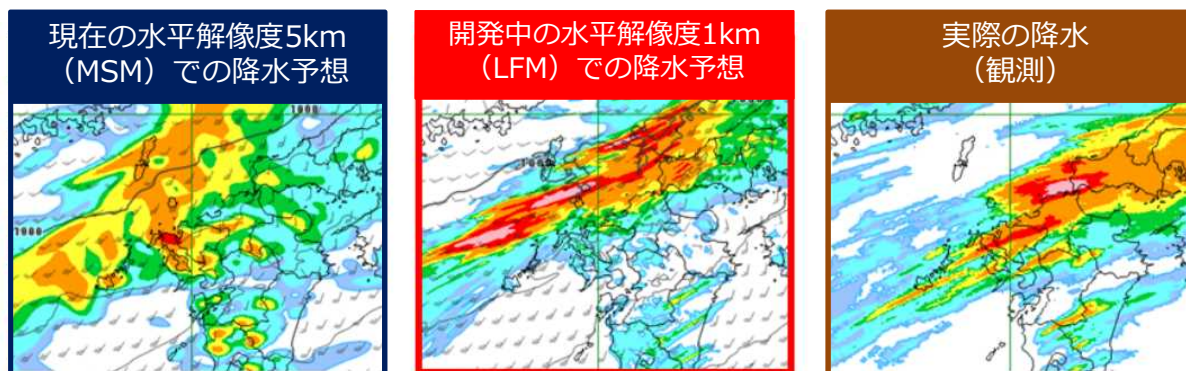 現在の水平解像度5km
（MSM）での降水予想
開発中の水平解像度1km
（LFM）での降水予想
実際の降水
（観測）
1000
1000